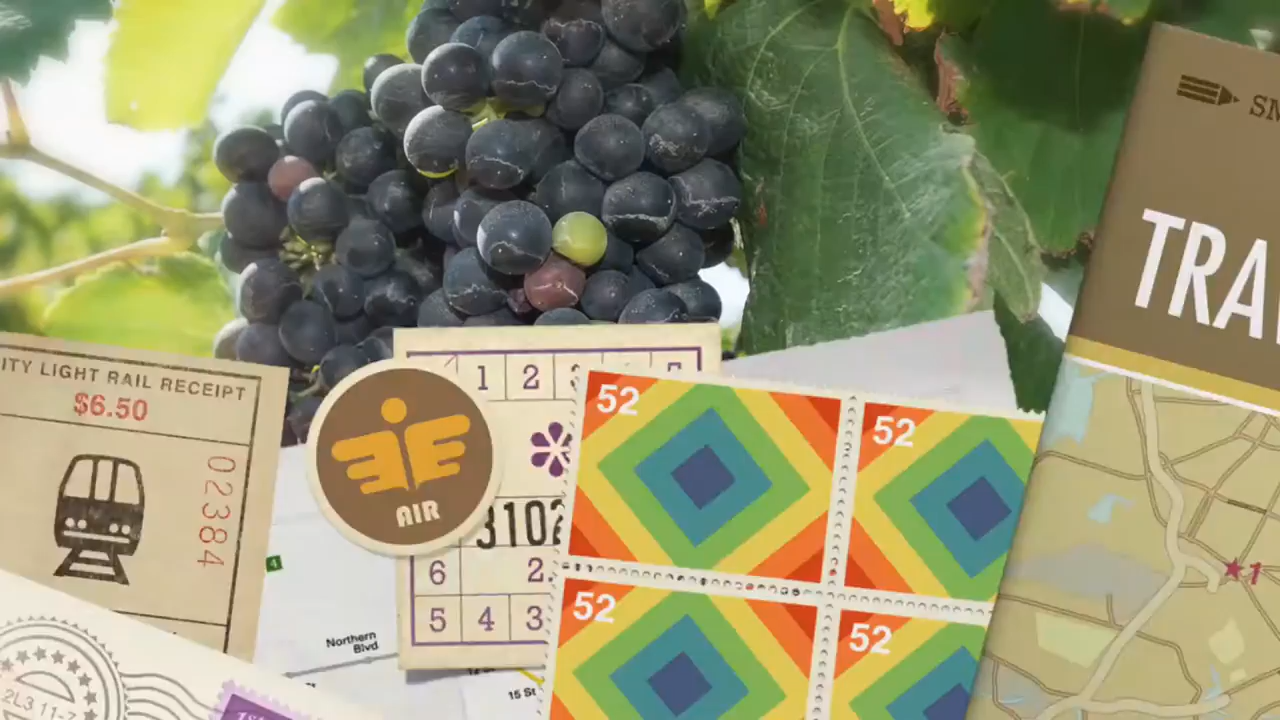 SM
TRA
ITY LIGHT RAIL RECEIPT
$6.50
02384
1 2
AIR
3102
6 2
5 4 3
52
52
52
52
1
4
Northern
Blvd
15 St
2L3 11-7